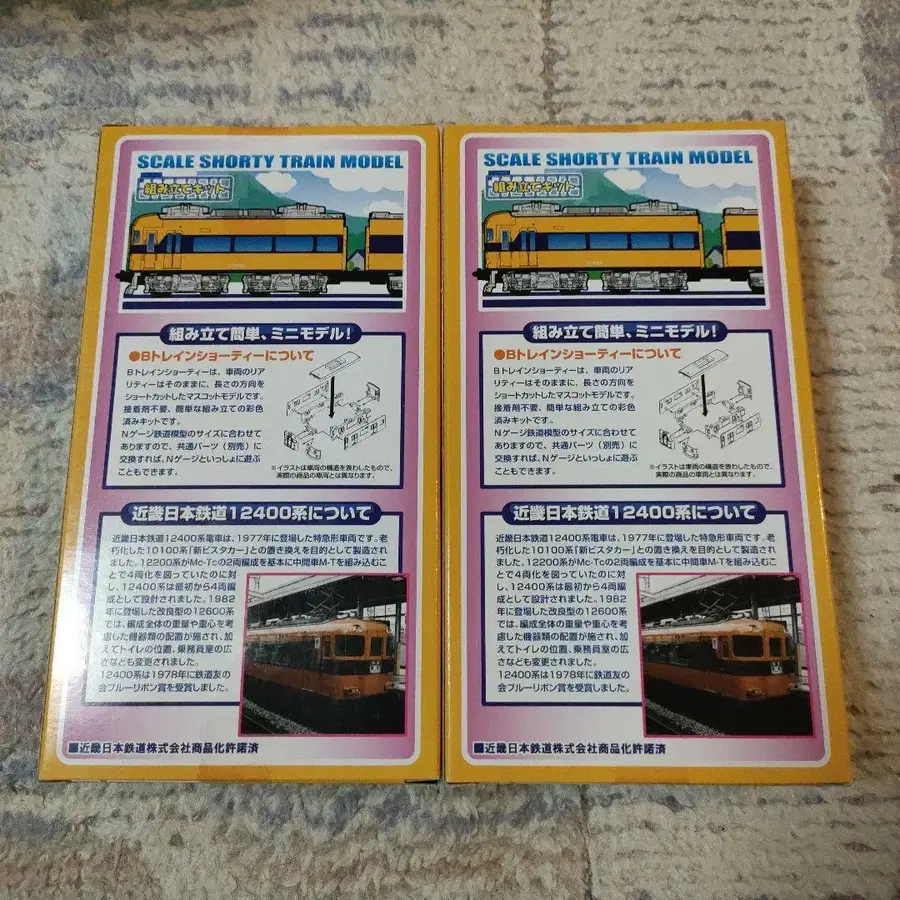 SCALE SHORTY TRAIN MODEL
組み立てキット
組み立て簡単、ミニモデル!
●Bトレインショーティーについて
Bトレインショーティーは、車両のリア
リティーはそのままに、長さの方向を
ショートカットしたマスコットモデルです。
接着剤不要、簡単な組み立ての彩色
済みキットです。
Nゲージ鉄道模型のサイズに合わせて
ありますので、共通パーツ(別売)に
交換すれば、Nゲージといっしょに遊ぶ
こともできます。
※イラストは車両の構造を表わしたもので、
実際の商品の車両とは異なります。
近畿日本鉄道12400系について
近畿日本鉄道12400系電車は、1977年に登場した特急形車両です。老
朽化した10100系「新ビスタカー」との置き換えを目的として製造されま
した。12200系がMc-Tcの2両編成を基本に中間車M-Tを組み込むこ
とで4両化を図っていたのに対
し、12400系は最初から4両編
成として設計されました。1982
年に登場した改良型の12600系
では、編成全体の重量や重心を考
慮した機器類の配置が施され、加
えてトイレの位置、乗務員室の広
さなども変更されました。
12400系は1978年に鉄道友の
会ブルーリボン賞を受賞しました。
■近畿日本鉄道株式会社商品化許諾済
SCALE SHORTY TRAIN MODEL
組み立てキット
組み立て簡単、ミニモデル!
●Bトレインショーティーについて
Bトレインショーティーは、車両のリア
リティーはそのままに、長さの方向を
ショートカットしたマスコットモデルです。
接着剤不要、簡単な組み立ての彩色
済みキットです。
Nゲージ鉄道模型のサイズに合わせて
ありますので、共通パーツ(別売)に
交換すれば、Nゲージといっしょに遊ぶ
こともできます。
※イラストは車両の構造を表わしたもので、
実際の商品の車両とは異なります。
近畿日本鉄道12400系について
近畿日本鉄道12400系電車は、1977年に登場した特急形車両です。老
朽化した10100系「新ビスタカー」との置き換えを目的として製造されま
した。12200系がMc-Tcの2両編成を基本に中間車M-Tを組み込むこ
とで4両化を図っていたのに対
し、12400系は最初から4両編
成として設計されました。1982
年に登場した改良型の12600系
では、編成全体の重量や重心を考
慮した機器類の配置が施され、加
えてトイレの位置、乗務員室の広
さなども変更されました。
12400系は1978年に鉄道友の
会ブルーリボン賞を受賞しました。
■近畿日本鉄道株式会社商品化許諾済